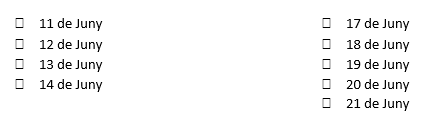 ☐ 11 de Juny
☐ 12 de Juny
☐ 13 de Juny
☐ 14 de Juny
☐ 17 de Juny
☐ 18 de Juny
☐ 19 de Juny
☐ 20 de Juny
☐ 21 de Juny